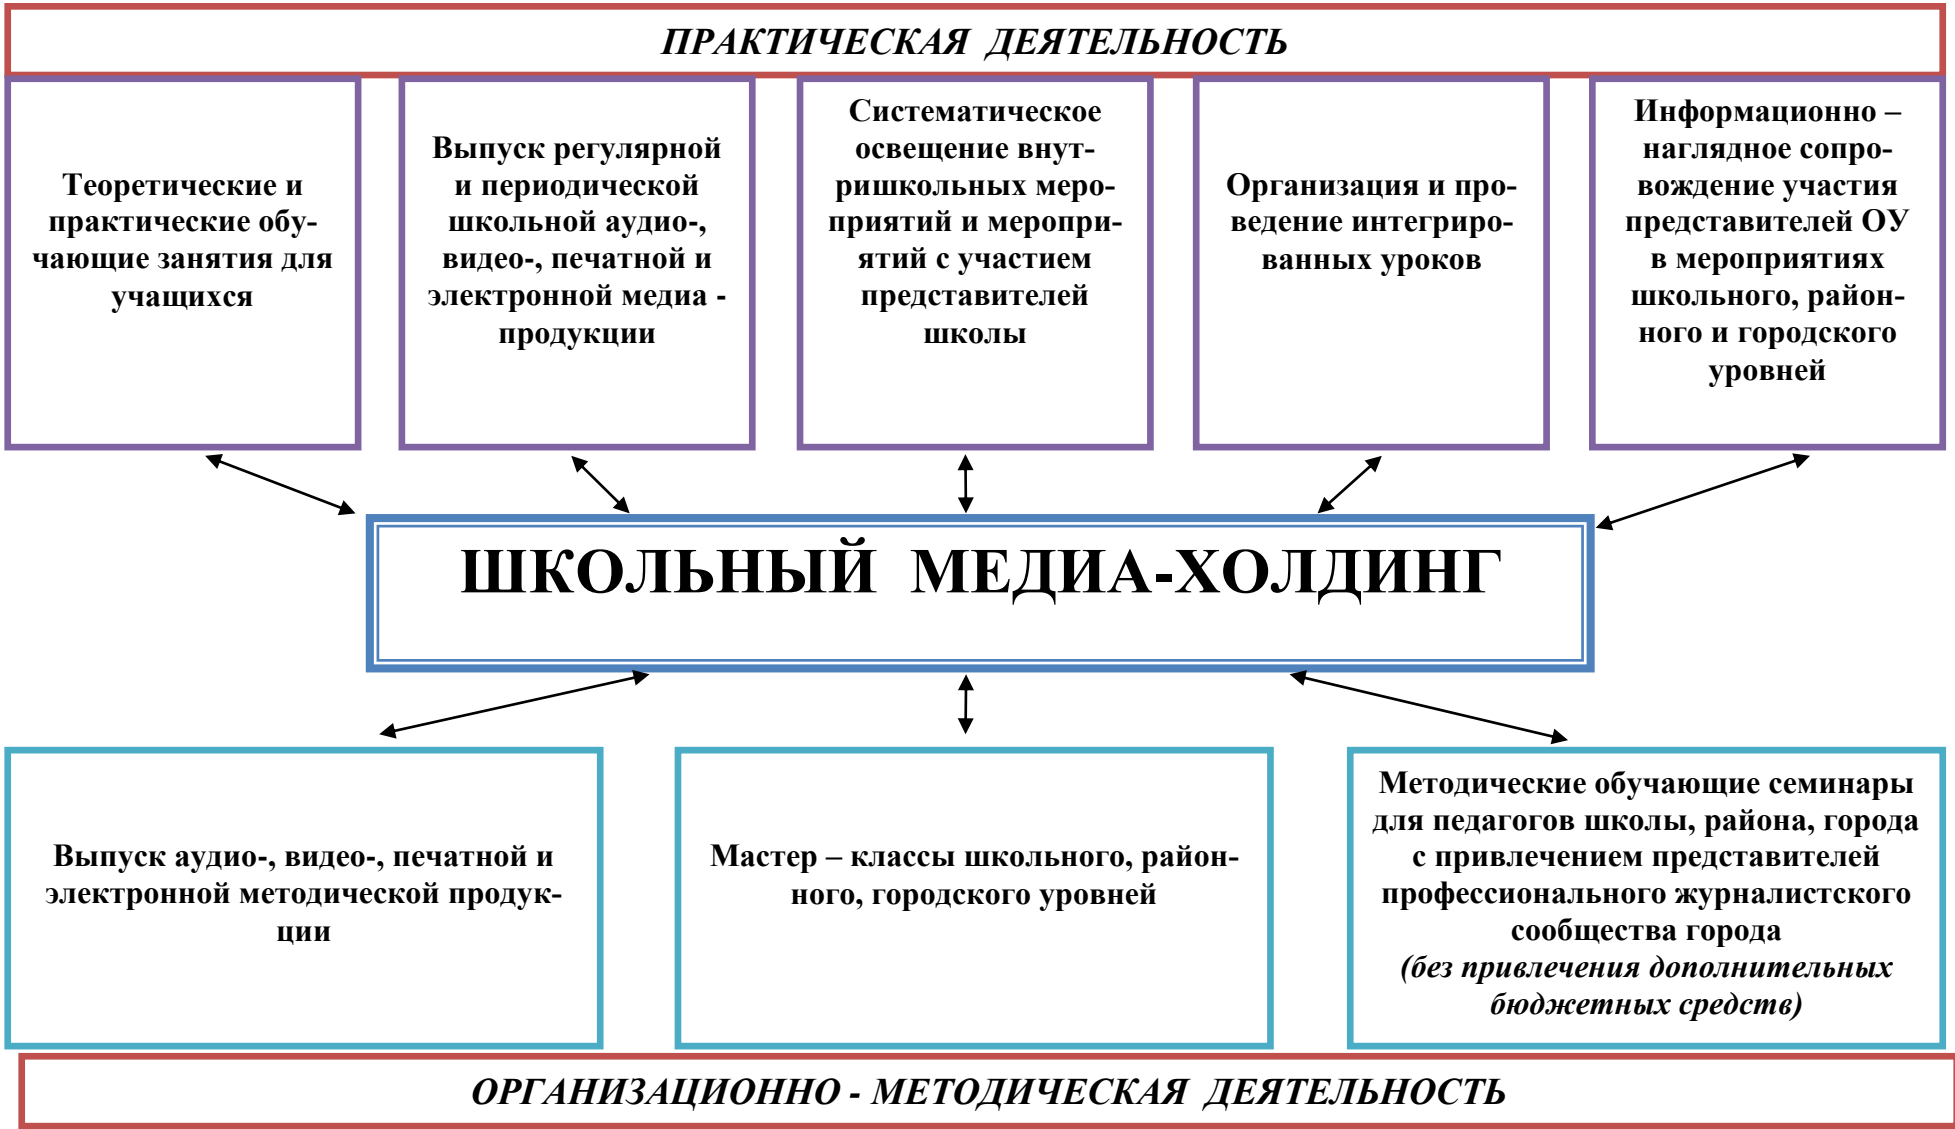 ПРАКТИЧЕСКАЯ ДЕЯТЕЛЬНОСТЬ
Теоретические и
практические обу-
чающие занятия для
учащихся
Выпуск регулярной
и периодической
школьной аудио-,
видео-, печатной и
электронной медиа -
продукции
Систематическое
освещение внут-
ришкольных меро-
приятий и меропри-
ятий с участием
представителей
школы
Организация и про-
ведение интегриро-
ванных уроков
Информационно –
наглядное сопро-
вождение участия
представителей ОУ
в мероприятиях
школьного, район-
ного и городского
уровней
ШКОЛЬНЫЙ МЕДИА-ХОЛДИНГ
Выпуск аудио-, видео-, печатной и
электронной методической продук-
ции
Мастер – классы школьного, район-
ного, городского уровней
Методические обучающие семинары
для педагогов школы, района, города
с привлечением представителей
профессионального журналистского
сообщества города
(без привлечения дополнительных
бюджетных средств)
ОРГАНИЗАЦИОННО - МЕТОДИЧЕСКАЯ ДЕЯТЕЛЬНОСТЬ